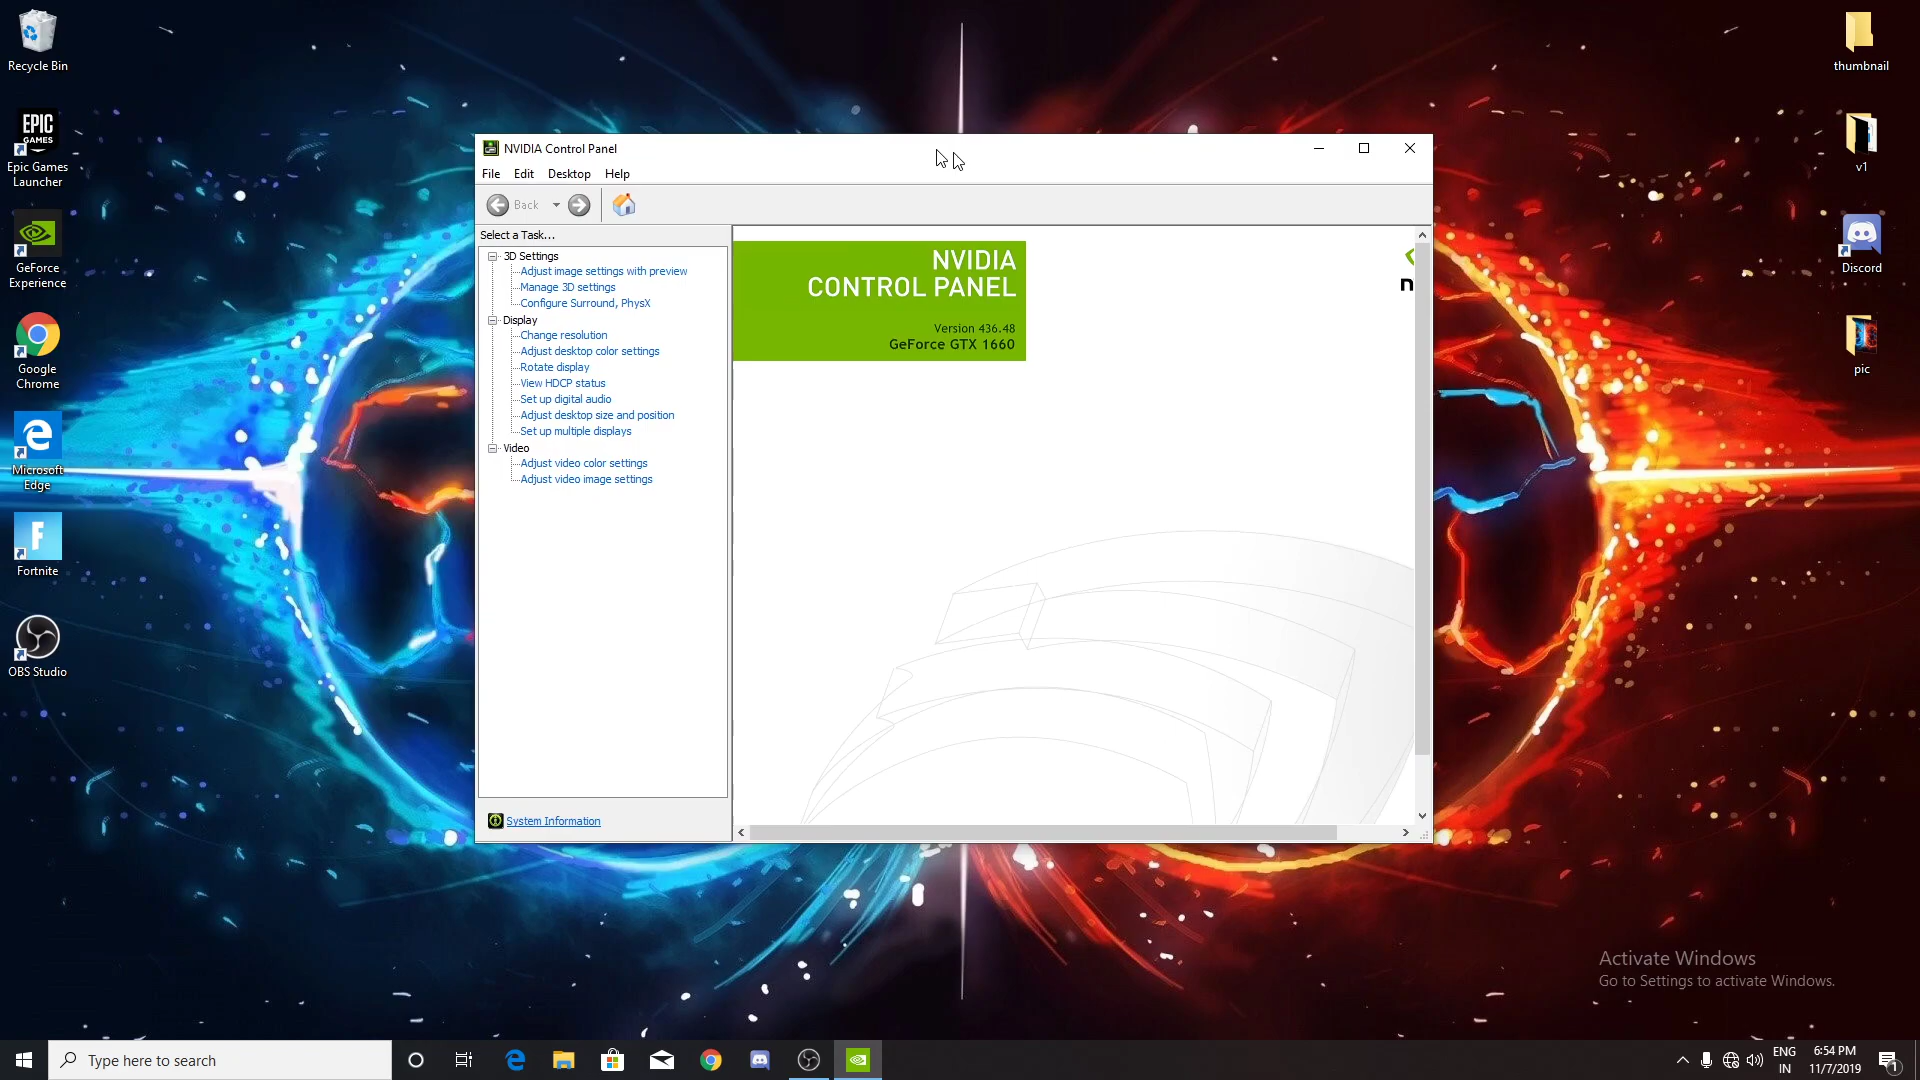 Recycle Bin
EPIC
GAMES
Epic Games
Launcher
GeForce
Experience
Google
Chrome
Microsoft
Edge
F
Fortnite
OBS Studio
thumbnail
v1
Discord
pic
NVIDIA Control Panel
File Edit Desktop Help
Back
Select a Task...
3D Settings
Adjust image settings with preview
Manage 3D settings
Configure Surround, PhysX
Display
Change resolution
Adjust desktop color settings
Rotate display
View HDCP status
Set up digital audio
Adjust desktop size and position
Set up multiple displays
Video
Adjust video color settings
Adjust video image settings
System Information
NVIDIA
CONTROL PANEL
Version 436.48
GeForce GTX 1660
n
Activate Windows
Go to Settings to activate Windows.
Type here to search
ENG
IN
6:54 PM
11/7/2019
1